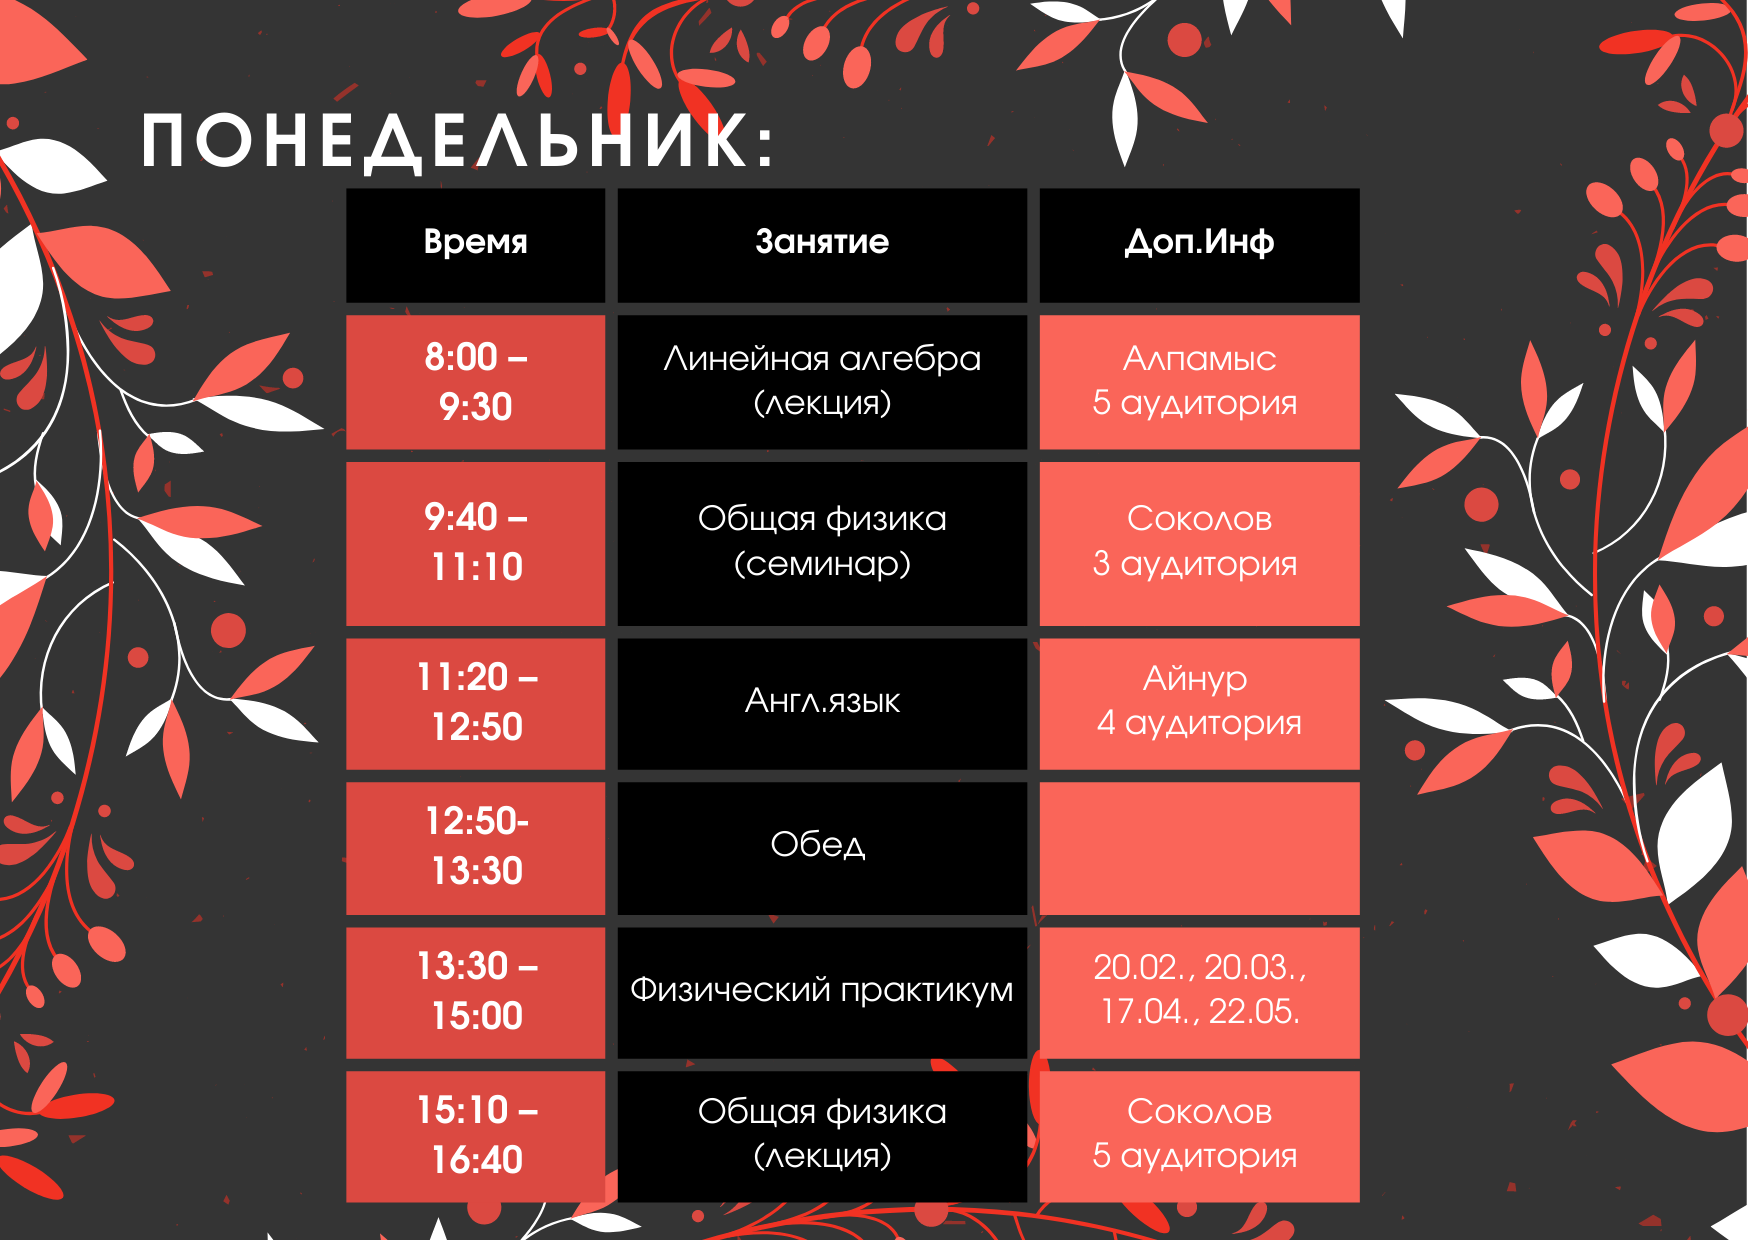 ПОНЕДЕЛЬНИК:
Время
Занятие
Доп.Инф
8:00 –
9:30
Линейная алгебра
(лекция)
Алпамыс
5 аудитория
9:40 –
11:10
Общая физика
(семинар)
Соколов
3 аудитория
11:20 –
12:50
Англ.язык
Айнур
4 аудитория
12:50-
13:30
Обед
13:30 –
15:00
Физический практикум
20.02., 20.03.,
17.04., 22.05.
15:10 –
16:40
Общая физика
(лекция)
Соколов
5 аудитория